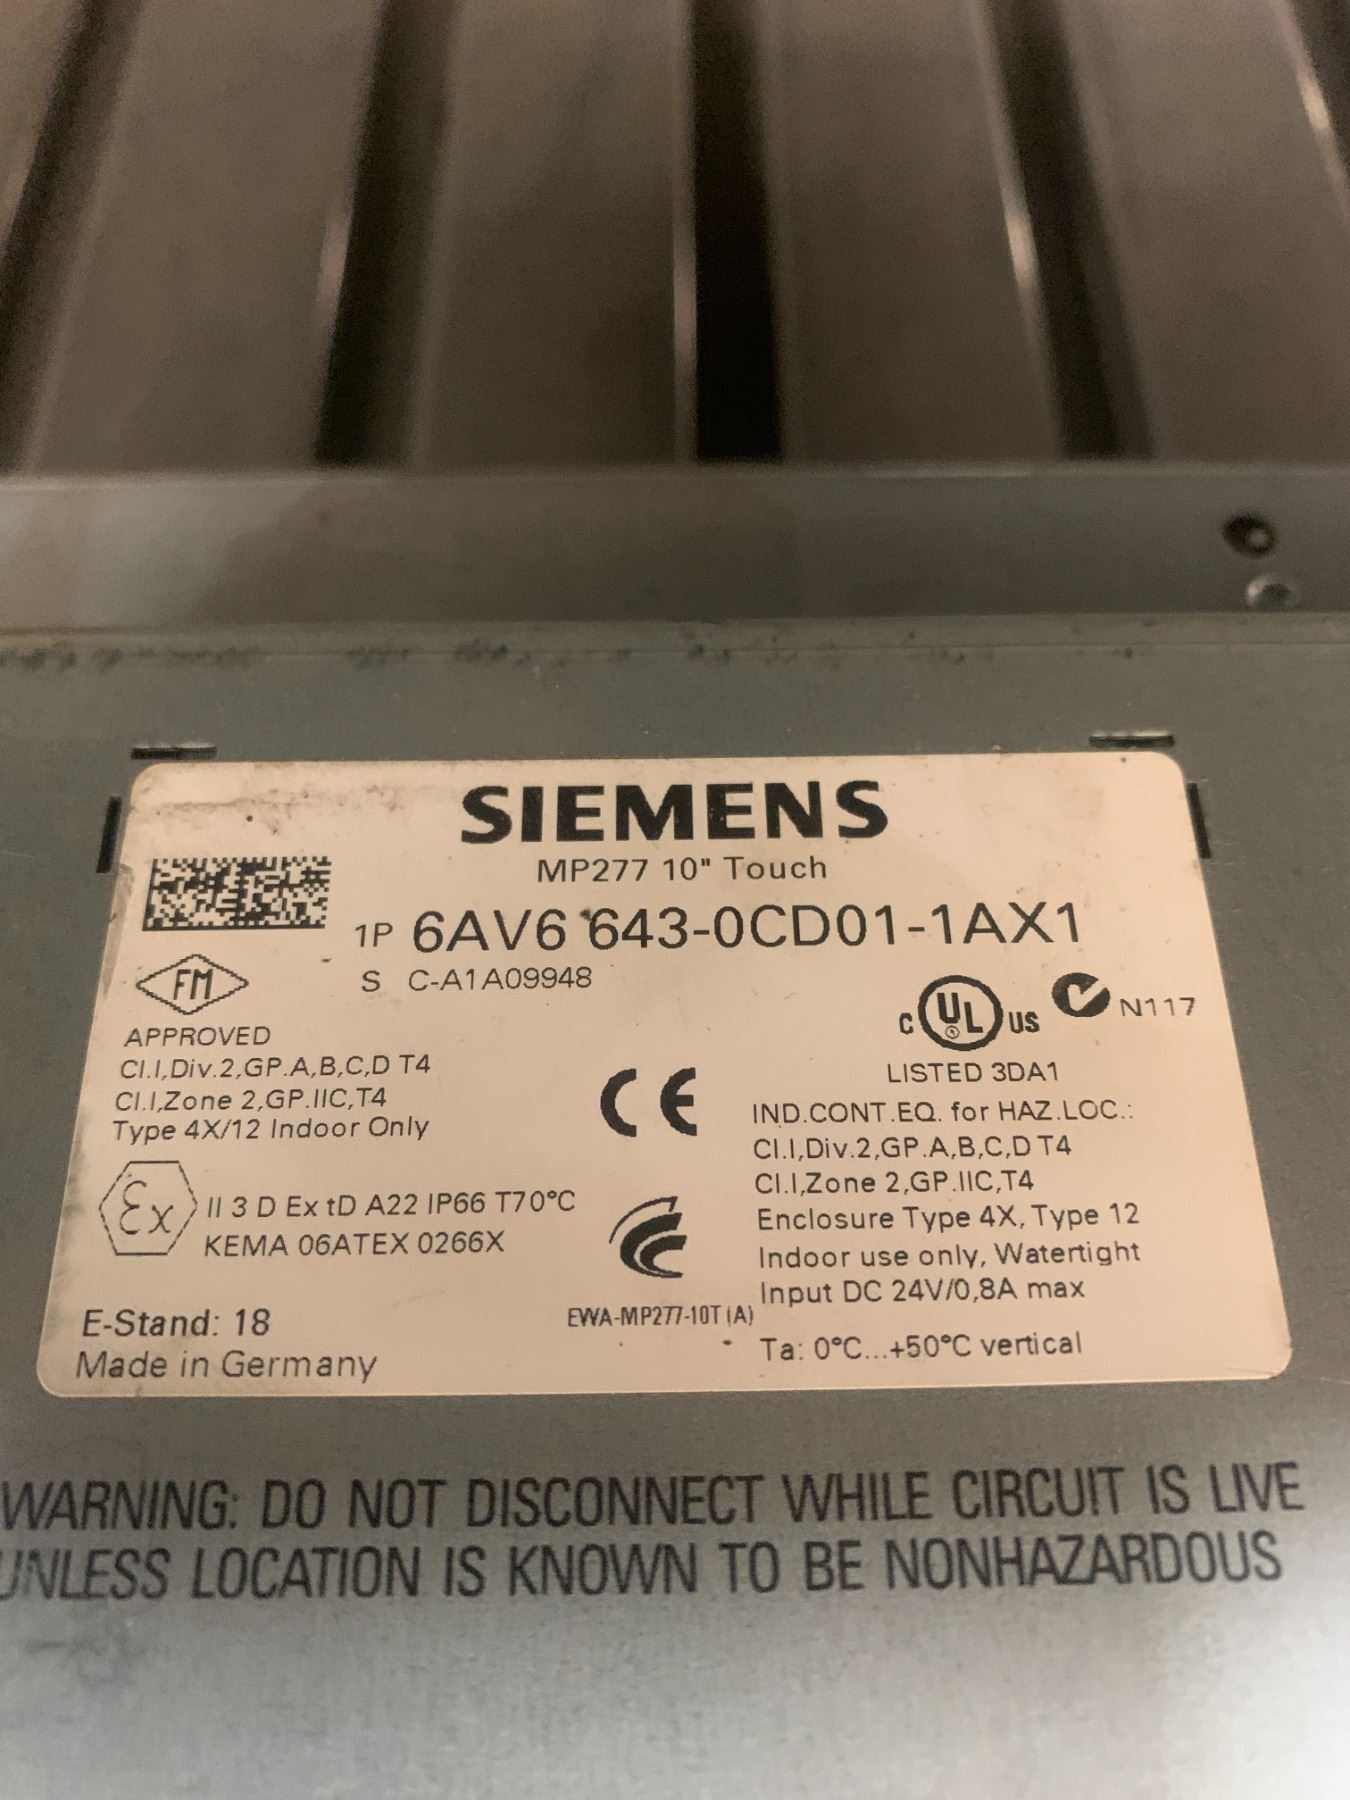 SIEMENS
MP277 10" Touch
1P 6AV6 643-0CD01-1AX1
S C-A1A09948
FM
APPROVED
Cl.I,Div.2,GP.A,B,C,D T4
Cl.I,Zone 2,GP.IIC,T4
Type 4X/12 Indoor Only
Ex II 3 D Ex tD A22 IP66 T70°C
KEMA 06ATEX 0266X
E-Stand: 18
Made in Germany
CE
EWA-MP277-10T (A)
C UL US N117
LISTED 3DA1
IND.CONT.EQ. for HAZ.LOC.:
Cl.I,Div.2,GP.A,B,C,D T4
Cl.I,Zone 2,GP.IIC,T4
Enclosure Type 4X, Type 12
Indoor use only, Watertight
Input DC 24V/0,8A max
Ta: 0°C...+50°C vertical
WARNING: DO NOT DISCONNECT WHILE CIRCUIT IS LIVE
UNLESS LOCATION IS KNOWN TO BE NONHAZARDOUS